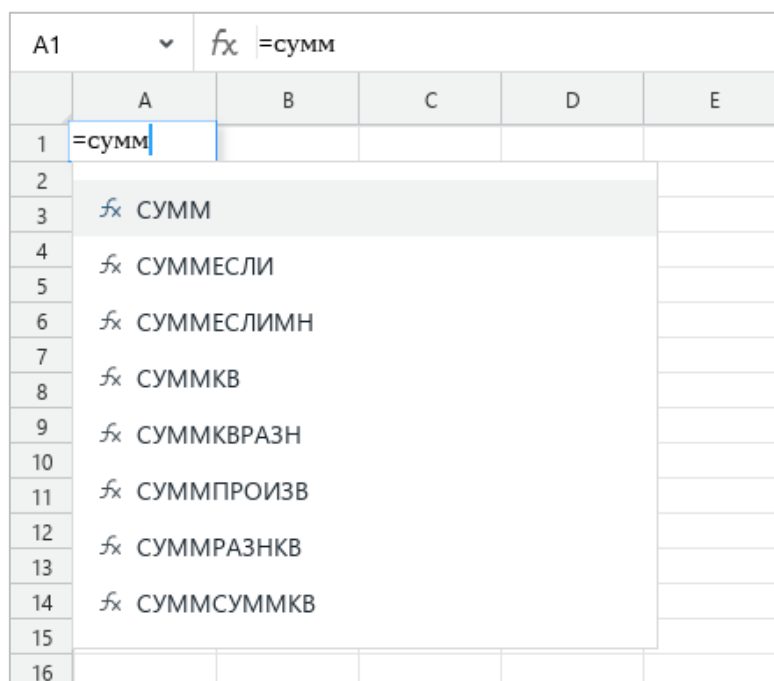 A1 fx =сумм
A B C D E
1 =сумм
2
3 fx СУММ
4
5 fx СУММЕСЛИ
6 fx СУММЕСЛИМН
7
8 fx СУММКВ
9 fx СУММКВРАЗН
10
11 fx СУММПРОИЗВ
12
13 fx СУММРАЗНКВ
14 fx СУММСУММКВ
15
16